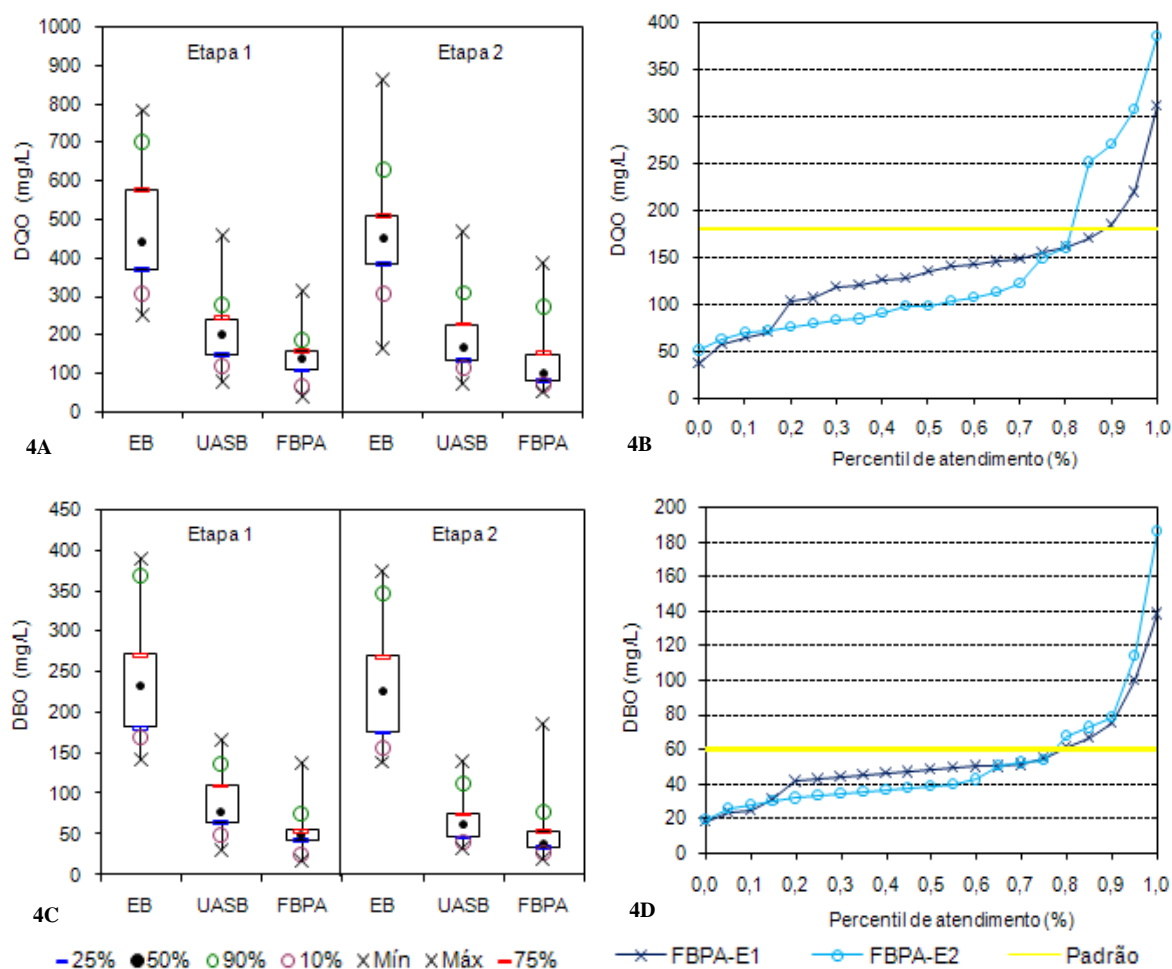 1000
900
800
700
600
500
400
300
200
100
0
DQO (mg/L)
Etapa 1
Etapa 2
EB UASB FBPA EB UASB FBPA
4A
400
350
300
250
200
150
100
50
0
DQO (mg/L)
0,0 0,1 0,2 0,3 0,4 0,5 0,6 0,7 0,8 0,9 1,0
Percentil de atendimento (%)
4B
450
400
350
300
250
200
150
100
50
0
DBO (mg/L)
Etapa 1
Etapa 2
EB UASB FBPA EB UASB FBPA
4C
25% 50% 90% 10% Mín Máx 75%
200
180
160
140
120
100
80
60
40
20
0
DBO (mg/L)
0,0 0,1 0,2 0,3 0,4 0,5 0,6 0,7 0,8 0,9 1,0
Percentil de atendimento (%)
4D
FBPA-E1 FBPA-E2 Padrão